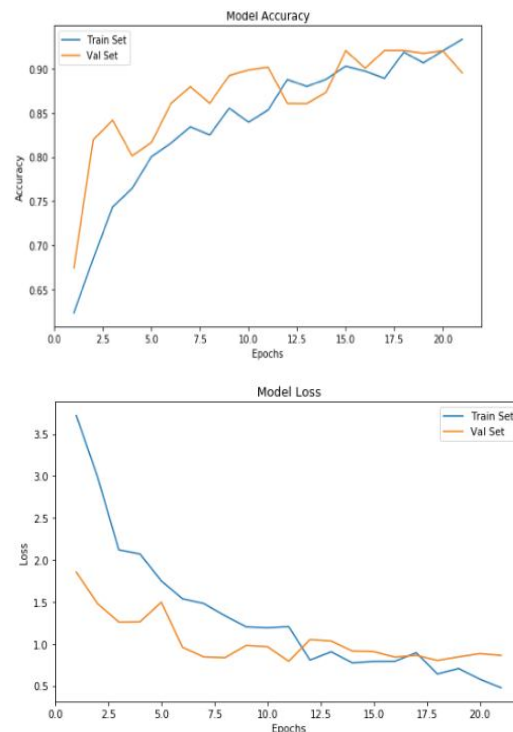 Model Accuracy
Train Set
Val Set
0.90
0.85
0.80
0.75
0.70
0.65
Accuracy
0.0 2.5 5.0 7.5 10.0 12.5 15.0 17.5 20.0
Epochs
Model Loss
Train Set
Val Set
3.5
3.0
2.5
2.0
1.5
1.0
0.5
Loss
0.0 2.5 5.0 7.5 10.0 12.5 15.0 17.5 20.0
Epochs